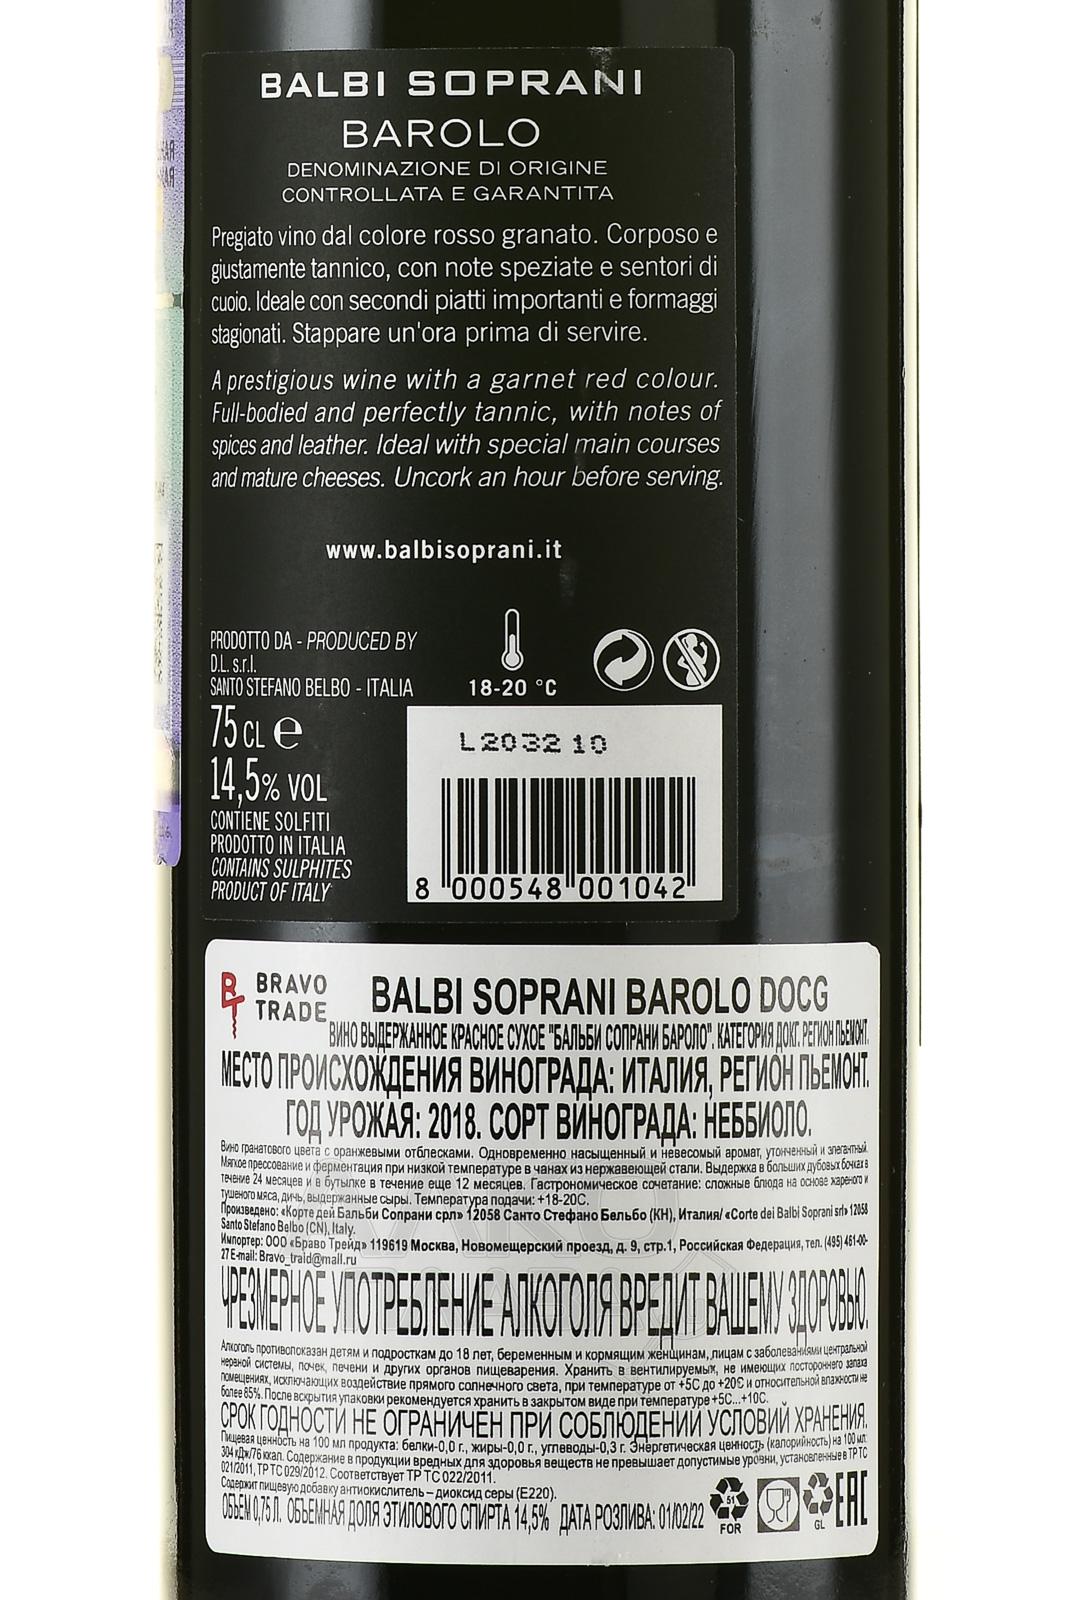 BALBI SOPRANI
BAROLO
DENOMINAZIONE DI ORIGINE
CONTROLLATA E GARANTITA
Pregiato vino dal colore rosso granato. Corposo e
giustamente tannico, con note speziate e sentori di
cuoio. Ideale con secondi piatti importanti e formaggi
stagionati. Stappare un'ora prima di servire.
A prestigious wine with a garnet red colour.
Full-bodied and perfectly tannic, with notes of
spices and leather. Ideal with special main courses
and mature cheeses. Uncork an hour before serving.
www.balbisoprani.it
PRODOTTO DA - PRODUCED BY
D.L. s.r.l.
SANTO STEFANO BELBO - ITALIA
18-20 °C
75 CL e
14,5% VOL
CONTIENE SOLFITI
PRODOTTO IN ITALIA
CONTAINS SULPHITES
PRODUCT OF ITALY
L2032 10
8 000548 001042
BRAVO
TRADE
BALBI SOPRANI BAROLO DOCG
ВИНО ВЫДЕРЖАННОЕ КРАСНОЕ СУХОЕ "БАЛЬБИ СОПРАНИ БАРОЛО". КАТЕГОРИЯ ДОКГ. РЕГИОН ПЬЕМОНТ.
МЕСТО ПРОИСХОЖДЕНИЯ ВИНОГРАДА: ИТАЛИЯ, РЕГИОН ПЬЕМОНТ.
ГОД УРОЖАЯ: 2018. СОРТ ВИНОГРАДА: НЕББИОЛО.
Вино гранатового цвета с оранжевыми отблесками. Одновременно насыщенный и невесомый аромат, утонченный и элегантный.
Мягкое прессование и ферментация при низкой температуре в чанах из нержавеющей стали. Выдержка в больших дубовых бочках в
течение 24 месяцев и в бутылке в течение еще 12 месяцев. Гастрономическое сочетание: сложные блюда на основе жареного и
тушеного мяса, дичь, выдержанные сыры. Температура подачи: +18-20С.
Произведено: «Корте дей Бальби Сопрани срл» 12058 Санто Стефано Бельбо (КН), Италия/ «Corte dei Balbi Soprani srl» 12058
Santo Stefano Belbo (CN), Italy.
Импортер: ООО «Браво Трейд» 119619 Москва, Новомещерский проезд, д. 9, стр.1, Российская Федерация, тел. (495) 461-00-
27 E-mail: Bravo_traid@mail.ru
ЧРЕЗМЕРНОЕ УПОТРЕБЛЕНИЕ АЛКОГОЛЯ ВРЕДИТ ВАШЕМУ ЗДОРОВЬЮ.
Алкоголь противопоказан детям и подросткам до 18 лет, беременным и кормящим женщинам, лицам с заболеваниями центральной
нервной системы, почек, печени и других органов пищеварения. Хранить в вентилируемых, не имеющих постороннего запаха
помещениях, исключающих воздействие прямого солнечного света, при температуре от +5С до +20С и относительной влажности не
более 85%. После вскрытия упаковки рекомендуется хранить в закрытом виде при температуре +5С...+10С.
СРОК ГОДНОСТИ НЕ ОГРАНИЧЕН ПРИ СОБЛЮДЕНИИ УСЛОВИЙ ХРАНЕНИЯ.
Пищевая ценность на 100 мл продукта: белки-0,0 г., жиры-0,0 г., углеводы-0,3 г. Энергетическая ценность (калорийность) на 100 мл:
304 кДж/76 ккал. Содержание в продукции вредных для здоровья веществ не превышает допустимые уровни, установленные в ТР ТС
021/2011, ТР ТС 029/2012. Соответствует ТР ТС 022/2011.
Содержит пищевую добавку антиокислитель – диоксид серы (Е220).
ОБЪЁМ 0,75 Л. ОБЪЕМНАЯ ДОЛЯ ЭТИЛОВОГО СПИРТА 14,5% ДАТА РОЗЛИВА: 01/02/22
51
FOR
GL
EAC